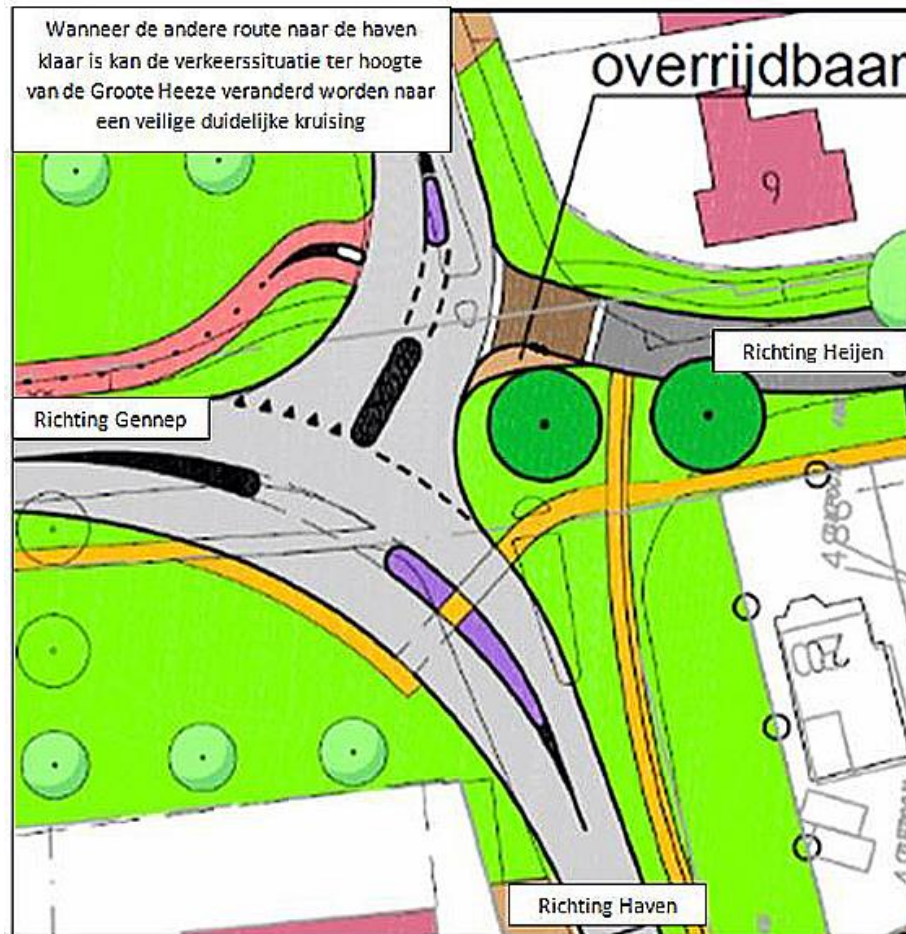 Wanneer de andere route naar de haven
klaar is kan de verkeerssituatie ter hoogte
van de Groote Heeze veranderd worden naar
een veilige duidelijke kruising
overrijdbaar
9
Richting Heijen
Richting Gennep
Richting Haven